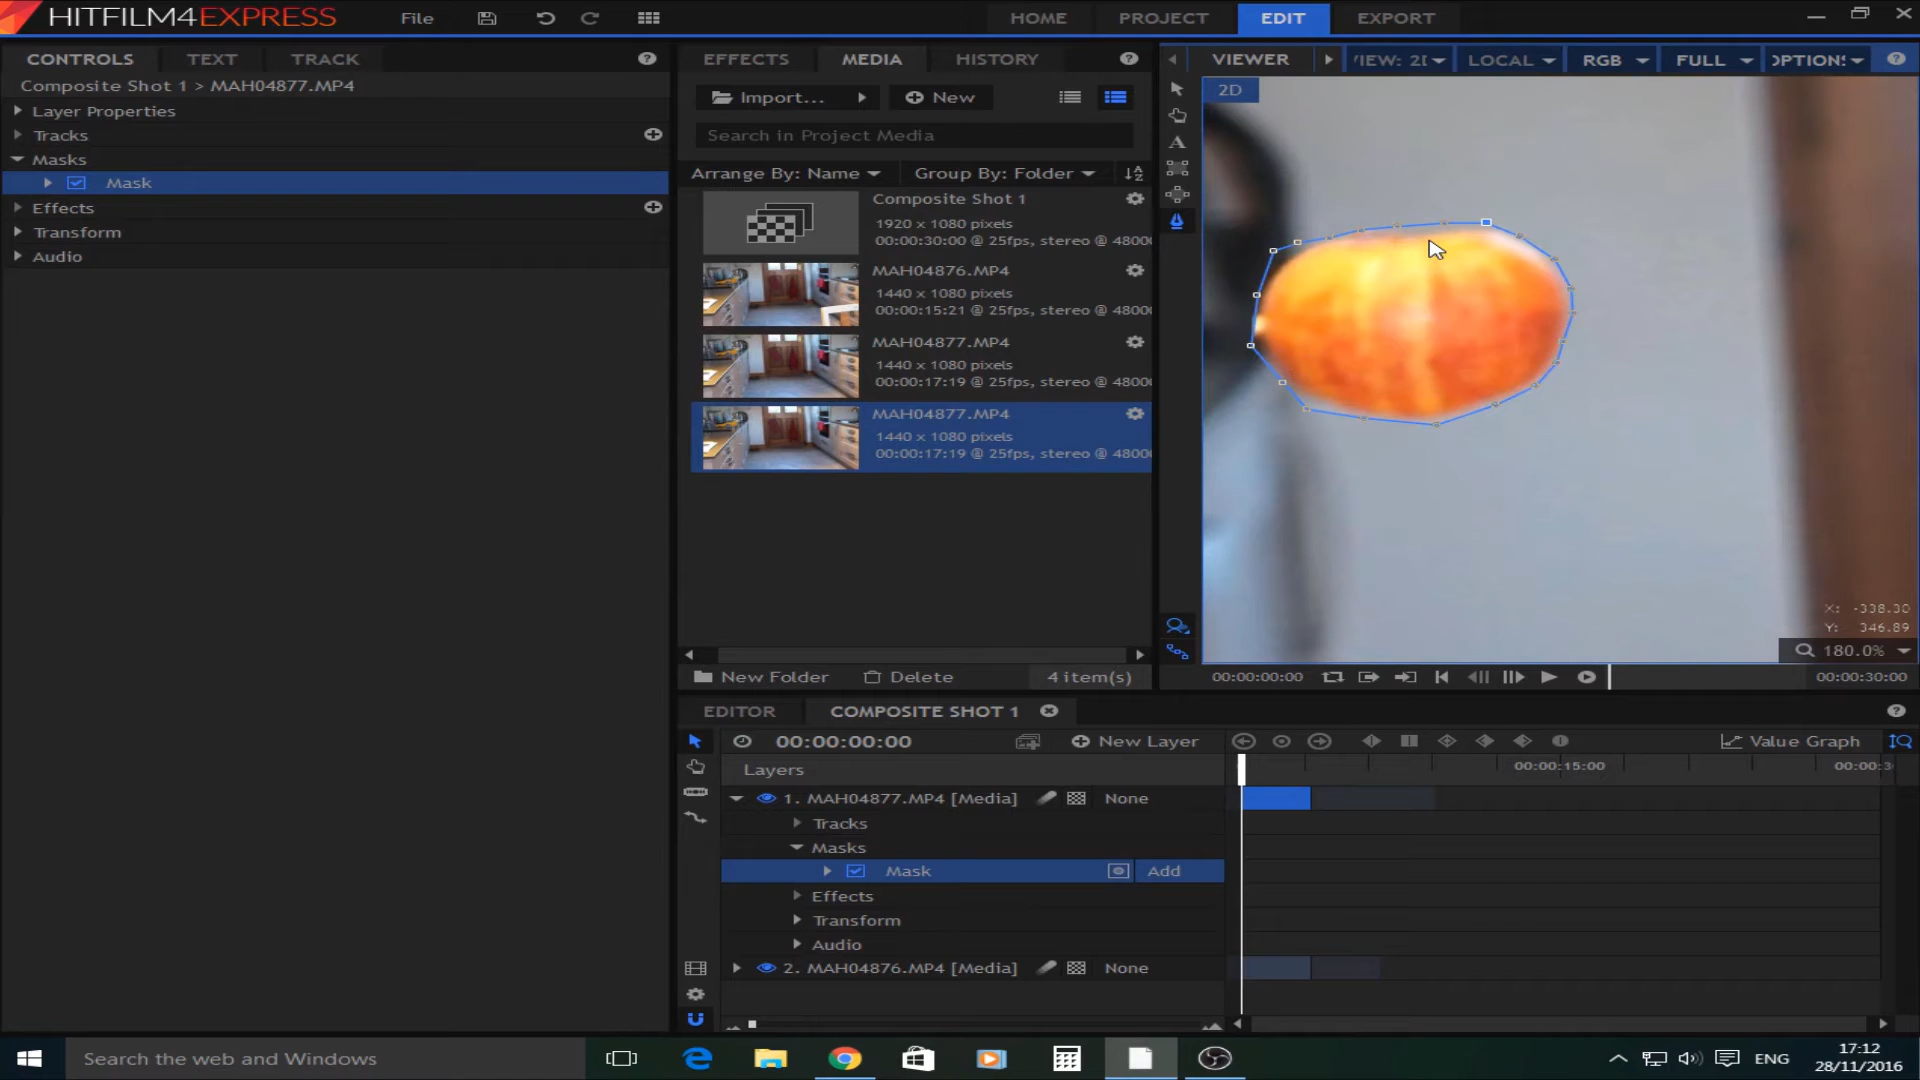 HITFILM4EXPRESS File HOME PROJECT EDIT EXPORT
CONTROLS TEXT TRACK
Composite Shot 1 > MAH04877.MP4
Layer Properties
Tracks
Masks
Mask
Effects
Transform
Audio
EFFECTS MEDIA HISTORY
Import... New
Search in Project Media
Arrange By: Name Group By: Folder
Composite Shot 1
1920 x 1080 pixels
00:00:30:00 @ 25fps, stereo @ 4800
MAH04876.MP4
1440 x 1080 pixels
00:00:15:21 @ 25fps, stereo @ 4800
MAH04877.MP4
1440 x 1080 pixels
00:00:17:19 @ 25fps, stereo @ 4800
MAH04877.MP4
1440 x 1080 pixels
00:00:17:19 @ 25fps, stereo @ 4800
New Folder Delete 4 item(s)
VIEWER LOCAL RGB FULL
2D
X: -338.30
Y: 346.89
180.0%
00:00:00:00 00:00:30:00
EDITOR COMPOSITE SHOT 1
00:00:00:00 New Layer Value Graph
Layers 00:00:15:00 00:00:3
1. MAH04877.MP4 [Media] None
Tracks
Masks
Mask Add
Effects
Transform
Audio
2. MAH04876.MP4 [Media] None
Search the web and Windows ENG 17:12
28/11/2016